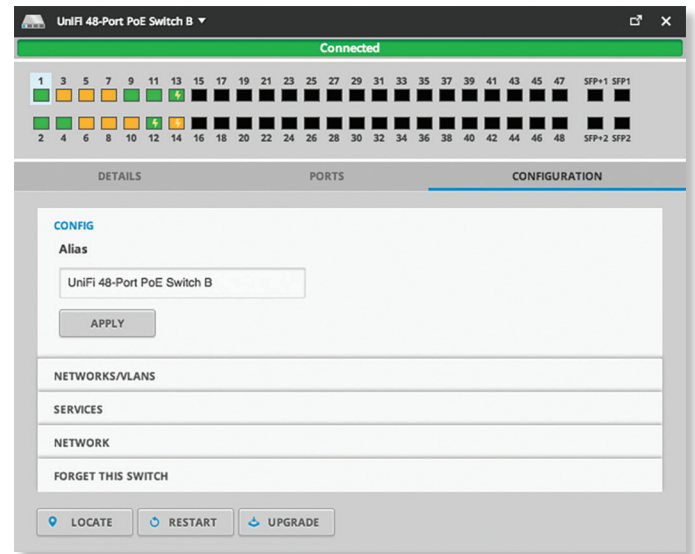 UniFi 48-Port PoE Switch B
Connected
1 3 5 7 9 11 13 15 17 19 21 23 25 27 29 31 33 35 37 39 41 43 45 47 SFP+1 SFP1
2 4 6 8 10 12 14 16 18 20 22 24 26 28 30 32 34 36 38 40 42 44 46 48 SFP+2 SFP2
DETAILS PORTS CONFIGURATION
CONFIG
Alias
UniFi 48-Port PoE Switch B
APPLY
NETWORKS/VLANS
SERVICES
NETWORK
FORGET THIS SWITCH
LOCATE RESTART UPGRADE